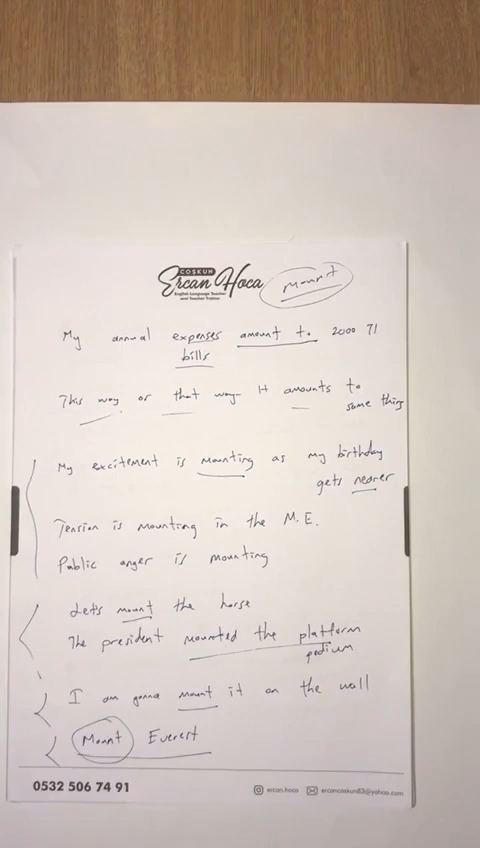 COSKUN
Ercan Hoca
English Language Teacher
and Teacher Trainer
Mount
My annual expenses amount to 2000 Tl
bills
This way or that way It amounts to
some thing
My excitement is mounting as my birthday
gets nearer
Tension is mounting in the M.E.
Public anger is mounting
Let's mount the horse
The president mounted the platform
podium
I am gonna mount it on the wall
Mount Everest
0532 506 74 91
ercan.hoca
ercancoskun83@yahoo.com